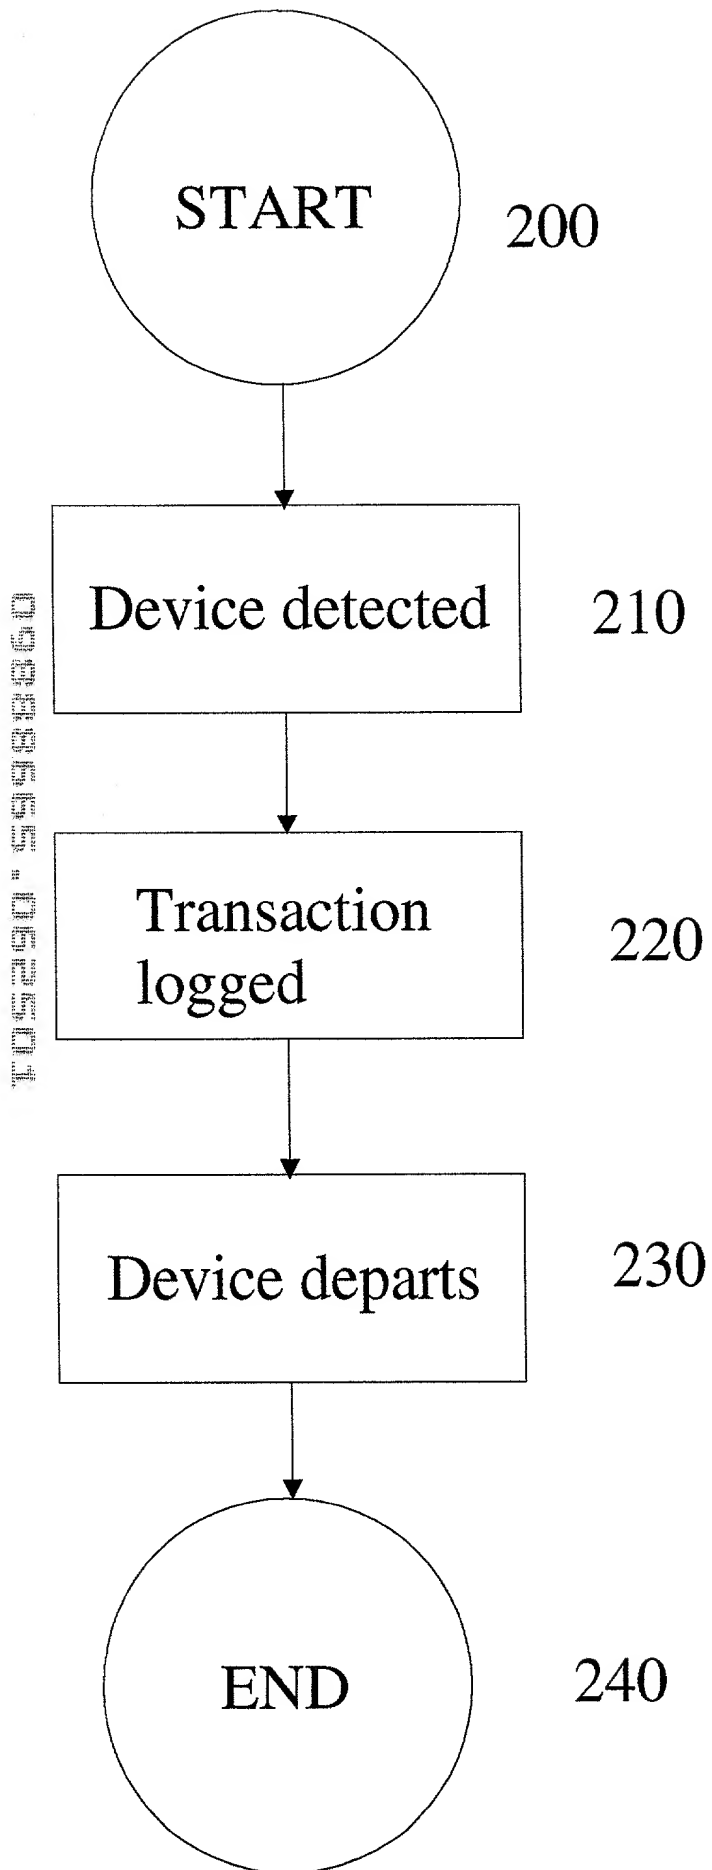 START
200
Device detected
210
Transaction
logged
220
Device departs
230
END
240